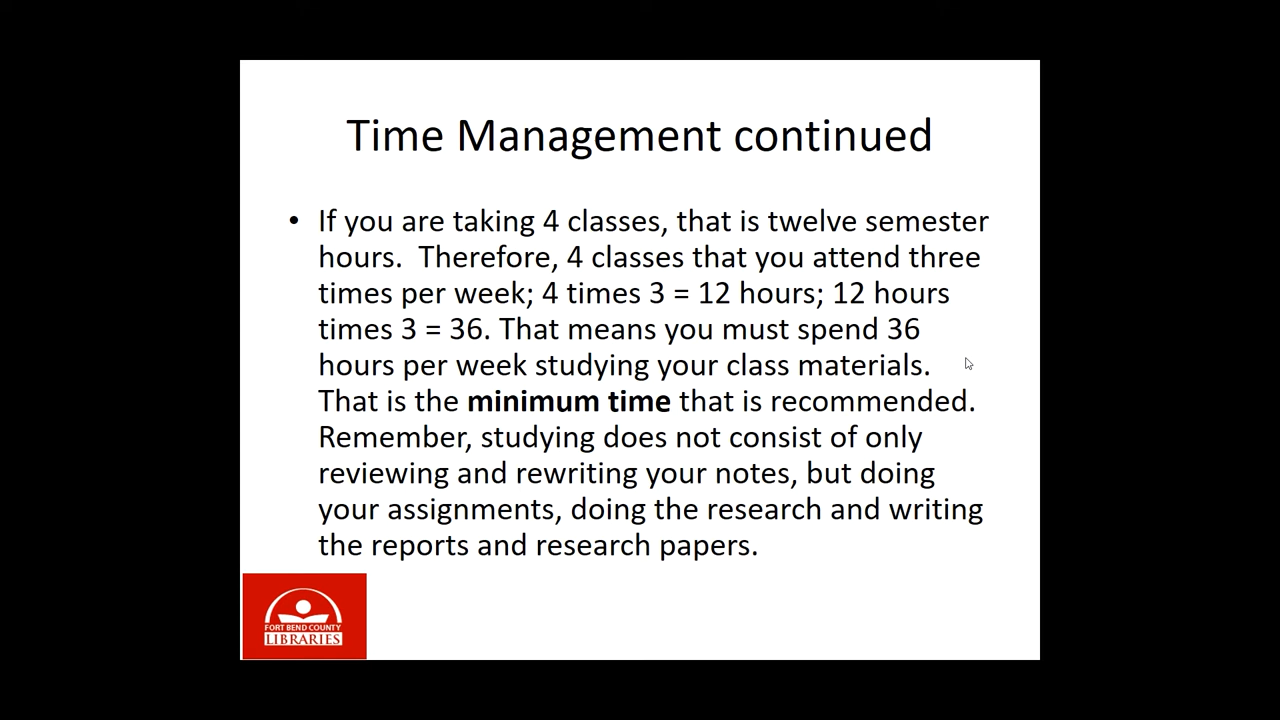 Time Management continued
• If you are taking 4 classes, that is twelve semester
hours.  Therefore, 4 classes that you attend three
times per week; 4 times 3 = 12 hours; 12 hours
times 3 = 36. That means you must spend 36
hours per week studying your class materials.
That is the minimum time that is recommended.
Remember, studying does not consist of only
reviewing and rewriting your notes, but doing
your assignments, doing the research and writing
the reports and research papers.
FORT BEND COUNTY
LIBRARIES